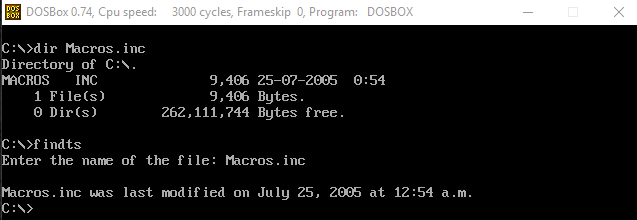 DOSBox 0.74, Cpu speed: 3000 cycles, Frameskip 0, Program: DOSBOX
C:\>dir Macros.inc
Directory of C:\.
MACROS INC 9,406 25-07-2005 0:54
1 File(s) 9,406 Bytes.
0 Dir(s) 262,111,744 Bytes free.
C:\>findts
Enter the name of the file: Macros.inc
Macros.inc was last modified on July 25, 2005 at 12:54 a.m.
C:\>